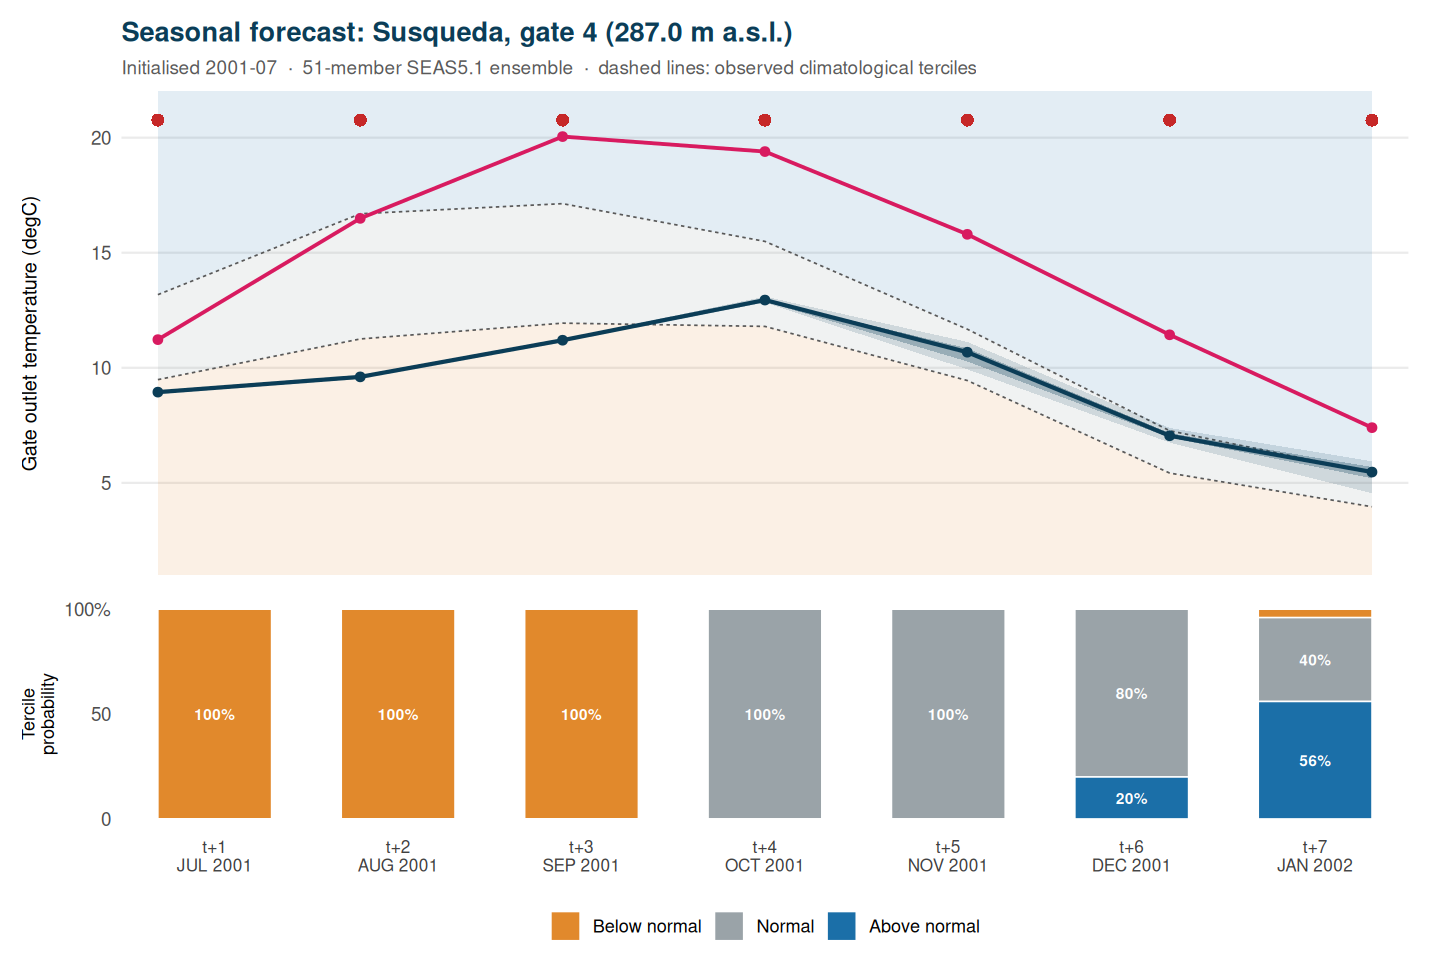 Seasonal forecast: Susqueda, gate 4 (287.0 m a.s.l.)
Initialised 2001-07 · 51-member SEAS5.1 ensemble · dashed lines: observed climatological terciles
Gate outlet temperature (degC)
20
15
10
5
Tercile
probability
100%
50
0
100%
100%
100%
100%
100%
80%
20%
40%
56%
t+1
JUL 2001
t+2
AUG 2001
t+3
SEP 2001
t+4
OCT 2001
t+5
NOV 2001
t+6
DEC 2001
t+7
JAN 2002
Below normal
Normal
Above normal